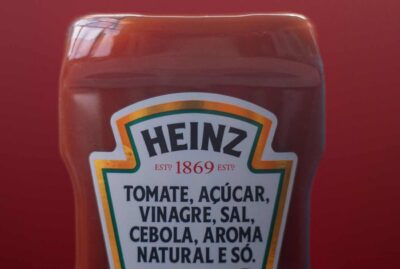 HEINZ
ESTD 1869 ESTD
TOMATE, AÇÚCAR,
VINAGRE, SAL,
CEBOLA, AROMA
NATURAL E SÓ.